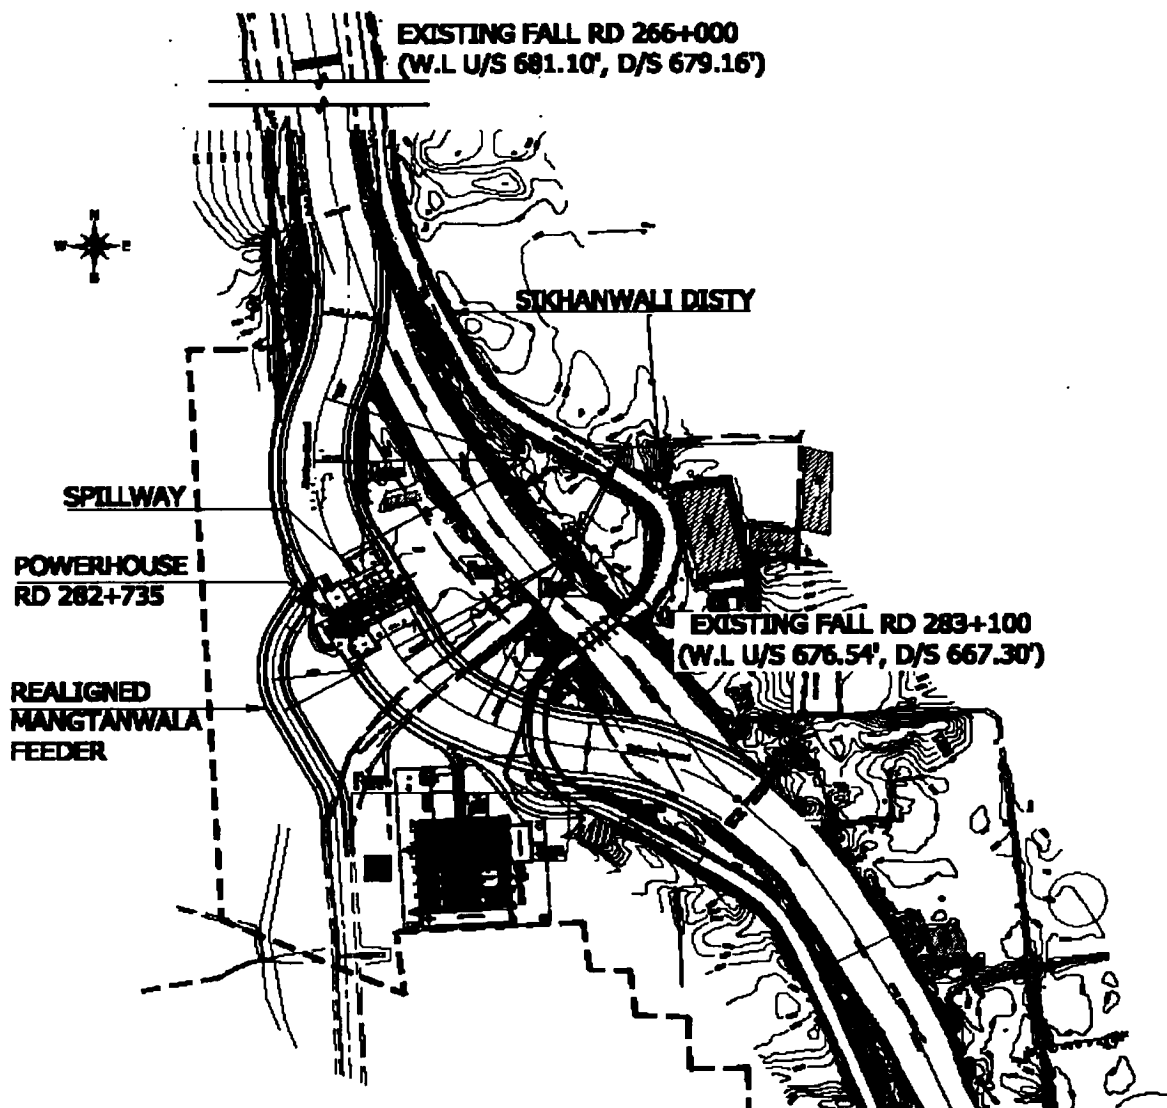 EXISTING FALL RD 266+000
(W.L U/S 681.10', D/S 679.16')
N
W
E
S
SIKHANWALI DISTY
SPILLWAY
POWERHOUSE
RD 282+735
EXISTING FALL RD 283+100
(W.L U/S 676.54', D/S 667.30')
REALIGNED
MANGTANWALA
FEEDER